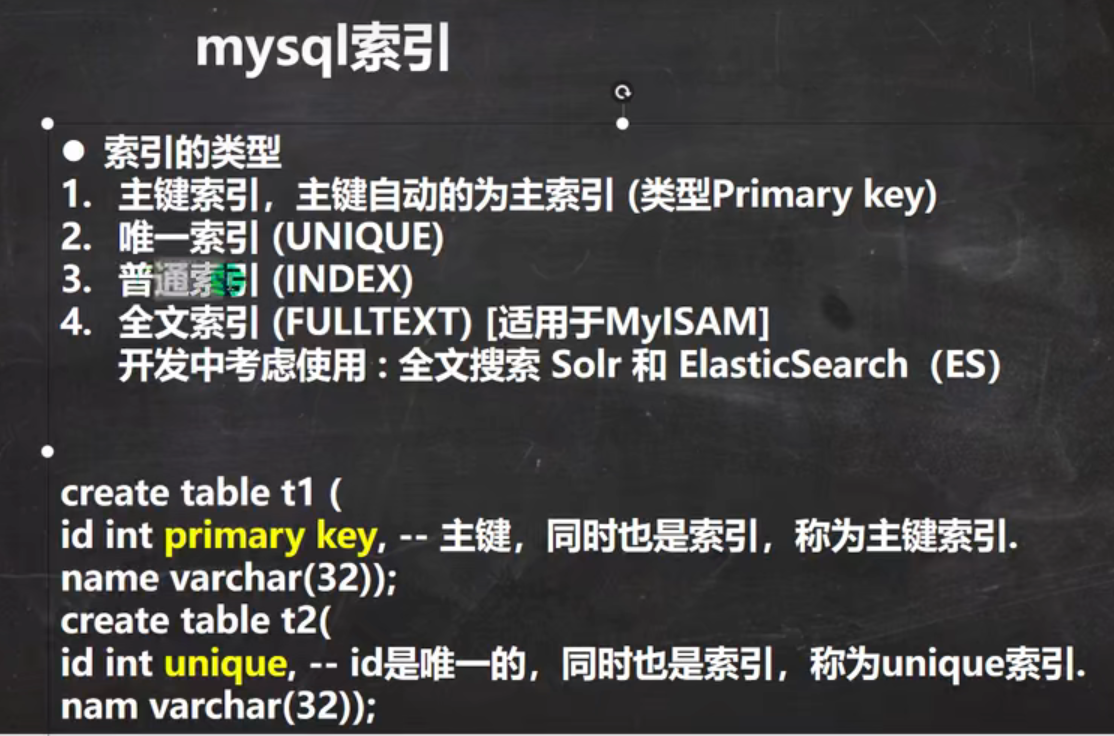 mysql索引
● 索引的类型
1. 主键索引，主键自动的为主索引 (类型Primary key)
2. 唯一索引 (UNIQUE)
3. 普通索引 (INDEX)
4. 全文索引 (FULLTEXT) [适用于MyISAM]
开发中考虑使用：全文搜索 Solr 和 ElasticSearch（ES）
create table t1 (
id int primary key, -- 主键，同时也是索引，称为主键索引.
name varchar(32));
create table t2(
id int unique, -- id是唯一的，同时也是索引，称为unique索引.
nam varchar(32));